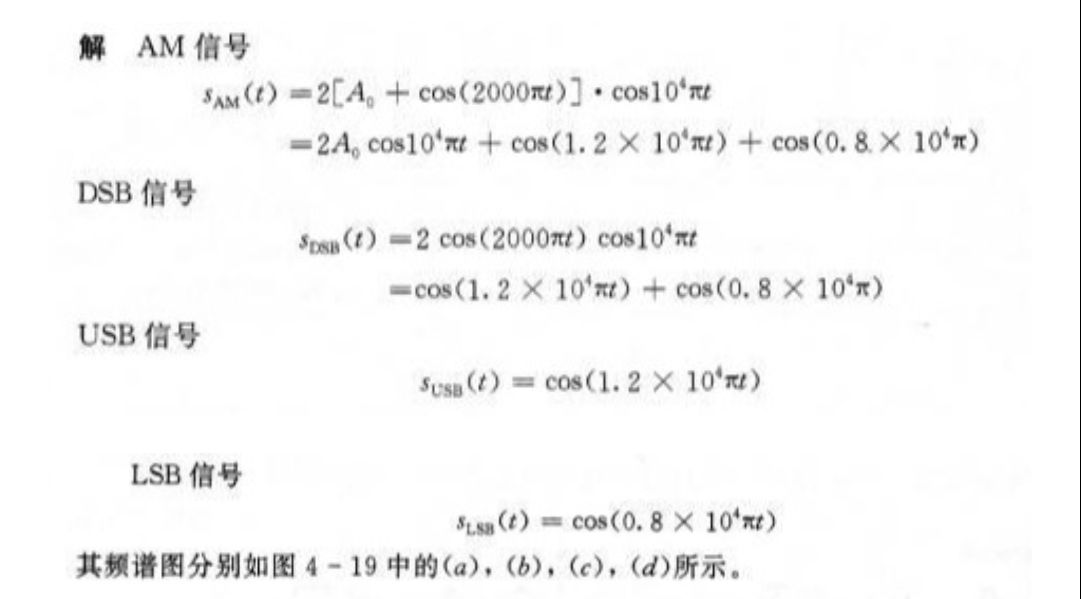 解 AM 信号
s_AM(t) =2[A₀ + cos(2000πt)]·cos10⁴πt
=2A₀ cos10⁴πt + cos(1.2 × 10⁴πt) + cos(0.8 × 10⁴π)
DSB 信号
s_DSB(t) =2 cos(2000πt) cos10⁴πt
=cos(1.2 × 10⁴πt) + cos(0.8 × 10⁴π)
USB 信号
s_USB(t) = cos(1.2 × 10⁴πt)
LSB 信号
s_LSB(t) = cos(0.8 × 10⁴πt)
其频谱图分别如图 4-19 中的(a),(b),(c),(d)所示。